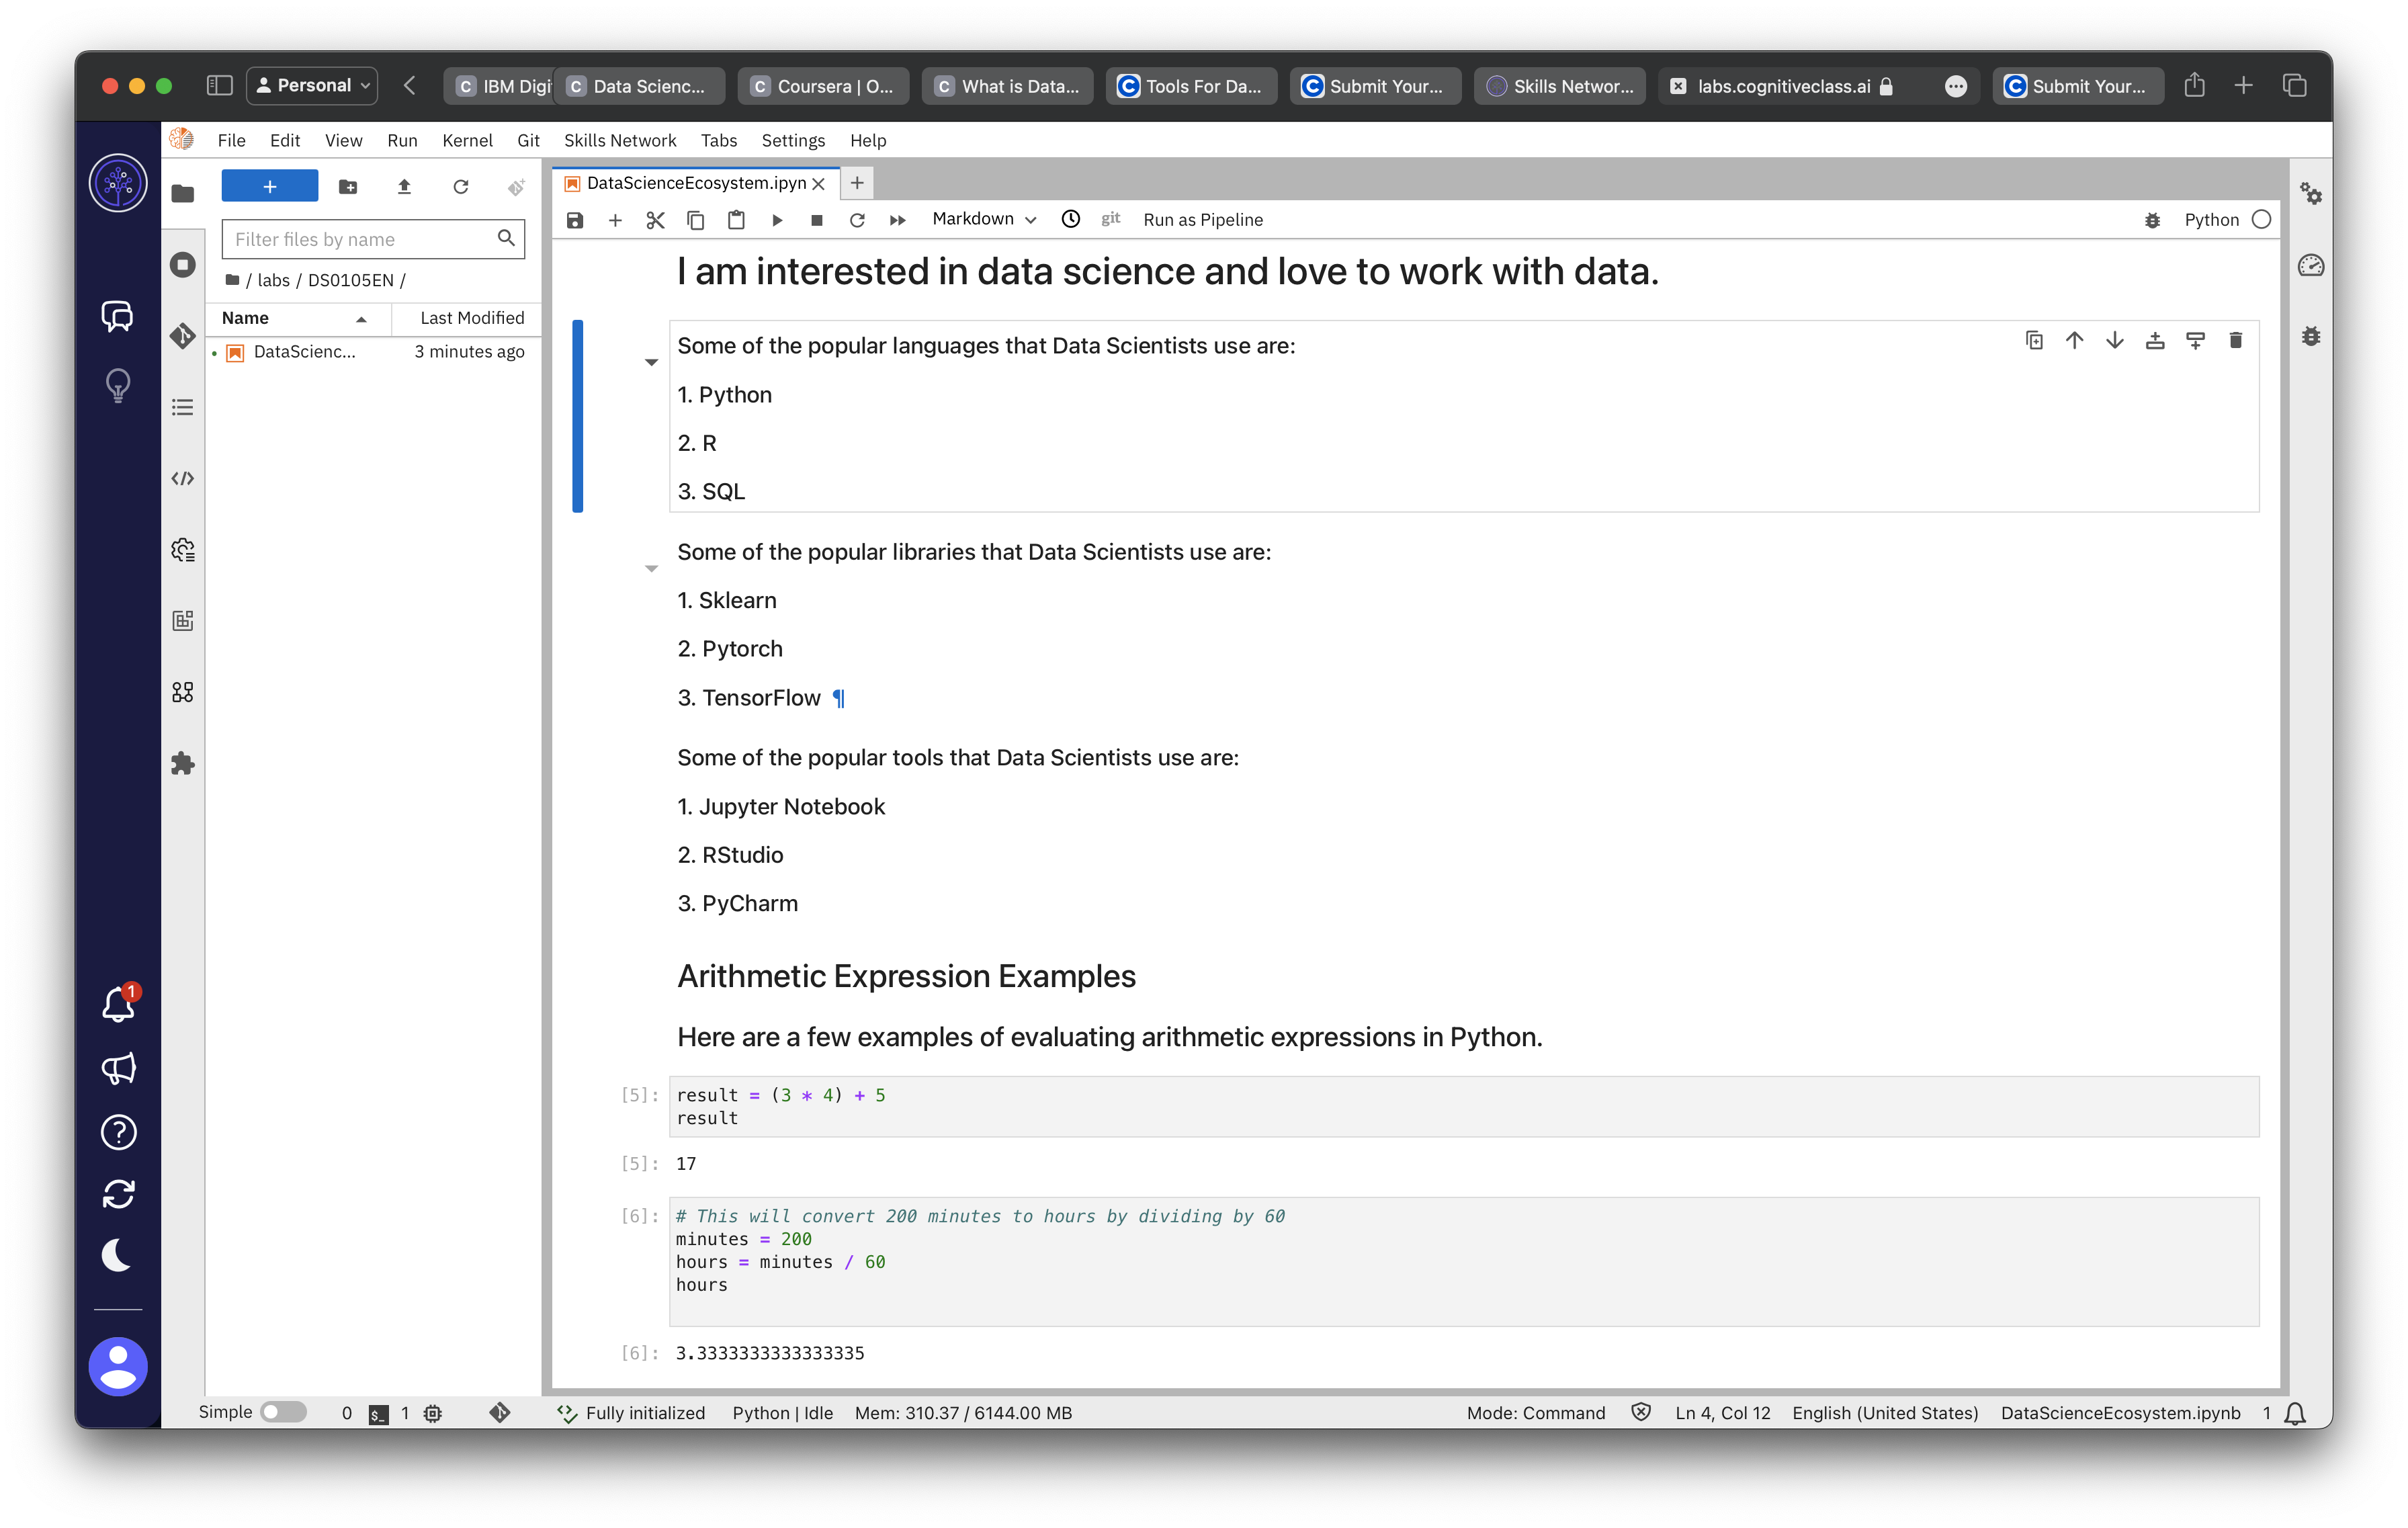 Personal
IBM Digi
Data Scienc...
Coursera | O...
What is Data...
Tools For Da...
Submit Your...
Skills Networ...
labs.cognitiveclass.ai
Submit Your...
File Edit View Run Kernel Git Skills Network Tabs Settings Help
DataScienceEcosystem.ipyn
Markdown
git
Run as Pipeline
Python
Filter files by name
/ labs / DS0105EN /
Name Last Modified
DataScienc... 3 minutes ago
I am interested in data science and love to work with data.
Some of the popular languages that Data Scientists use are:
1. Python
2. R
3. SQL
Some of the popular libraries that Data Scientists use are:
1. Sklearn
2. Pytorch
3. TensorFlow ¶
Some of the popular tools that Data Scientists use are:
1. Jupyter Notebook
2. RStudio
3. PyCharm
Arithmetic Expression Examples
Here are a few examples of evaluating arithmetic expressions in Python.
[5]: result = (3 * 4) + 5
result
[5]: 17
[6]: # This will convert 200 minutes to hours by dividing by 60
minutes = 200
hours = minutes / 60
hours
[6]: 3.3333333333333335
1
Simple 0 $_ 1 Fully initialized Python | Idle Mem: 310.37 / 6144.00 MB Mode: Command Ln 4, Col 12 English (United States) DataScienceEcosystem.ipynb 1